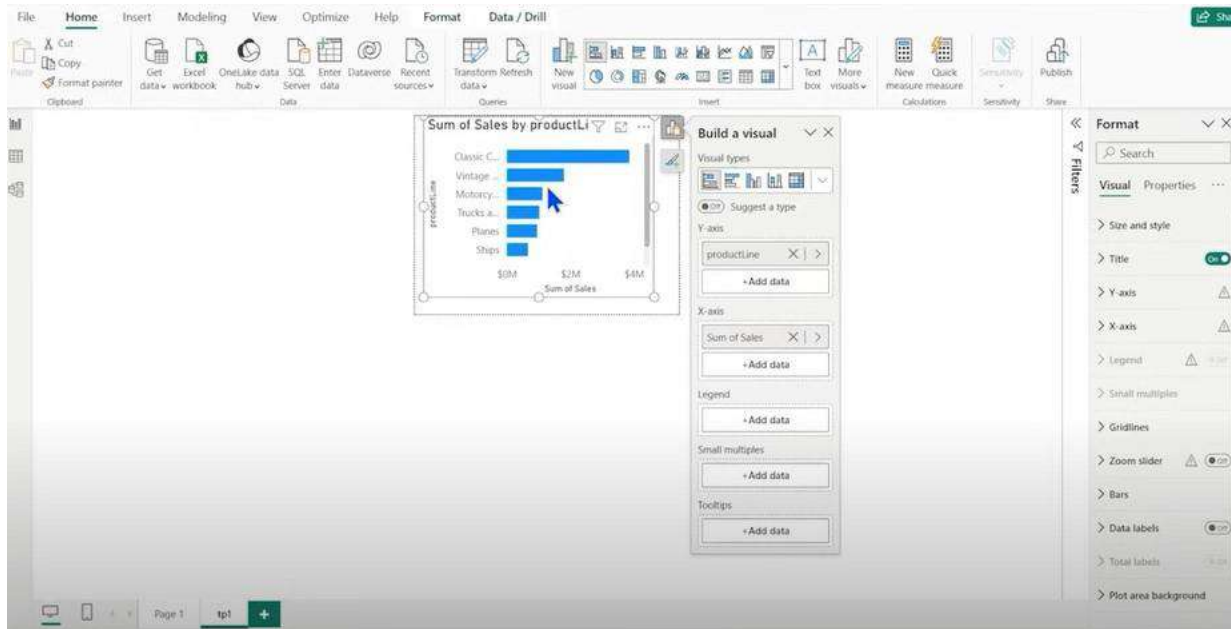 File Home Insert Modeling View Optimize Help Format Data / Drill
Sha
Paste
Cut
Copy
Format painter
Clipboard
Get data
Excel workbook
OneLake data hub
SQL Server
Enter data
Dataverse
Recent sources
Data
Transform data
Refresh
Queries
New visual
Text box
More visuals
Insert
New measure
Quick measure
Calculations
Sensitivity
Sensitivity
Publish
Share
Sum of Sales by productLi
productLine
Classic C...
Vintage ...
Motorcy...
Trucks a...
Planes
Ships
$0M $2M $4M
Sum of Sales
Build a visual
Visual types
Off Suggest a type
Y-axis
productLine
+Add data
X-axis
Sum of Sales
+Add data
Legend
+Add data
Small multiples
+Add data
Tooltips
+Add data
Filters
Format
Search
Visual Properties ...
Size and style
Title On
Y-axis
X-axis
Legend Off
Small multiples
Gridlines
Zoom slider Off
Bars
Data labels Off
Total labels Off
Plot area background
Page 1 tp1 +